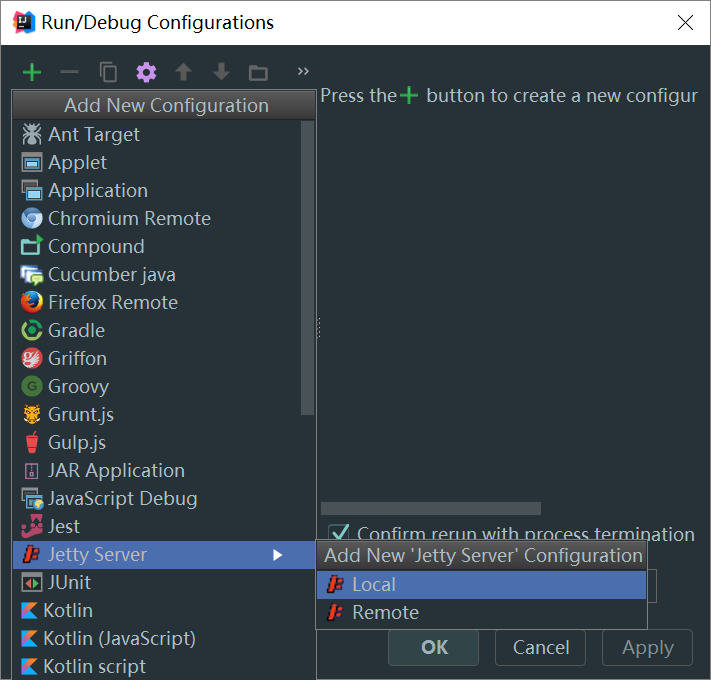 Run/Debug Configurations
Add New Configuration
Press the + button to create a new configur
Ant Target
Applet
Application
Chromium Remote
Compound
Cucumber java
Firefox Remote
Gradle
Griffon
Groovy
Grunt.js
Gulp.js
JAR Application
JavaScript Debug
Jest
Jetty Server
JUnit
Kotlin
Kotlin (JavaScript)
Kotlin script
Confirm rerun with process termination
Add New 'Jetty Server' Configuration
Local
Remote
OK
Cancel
Apply